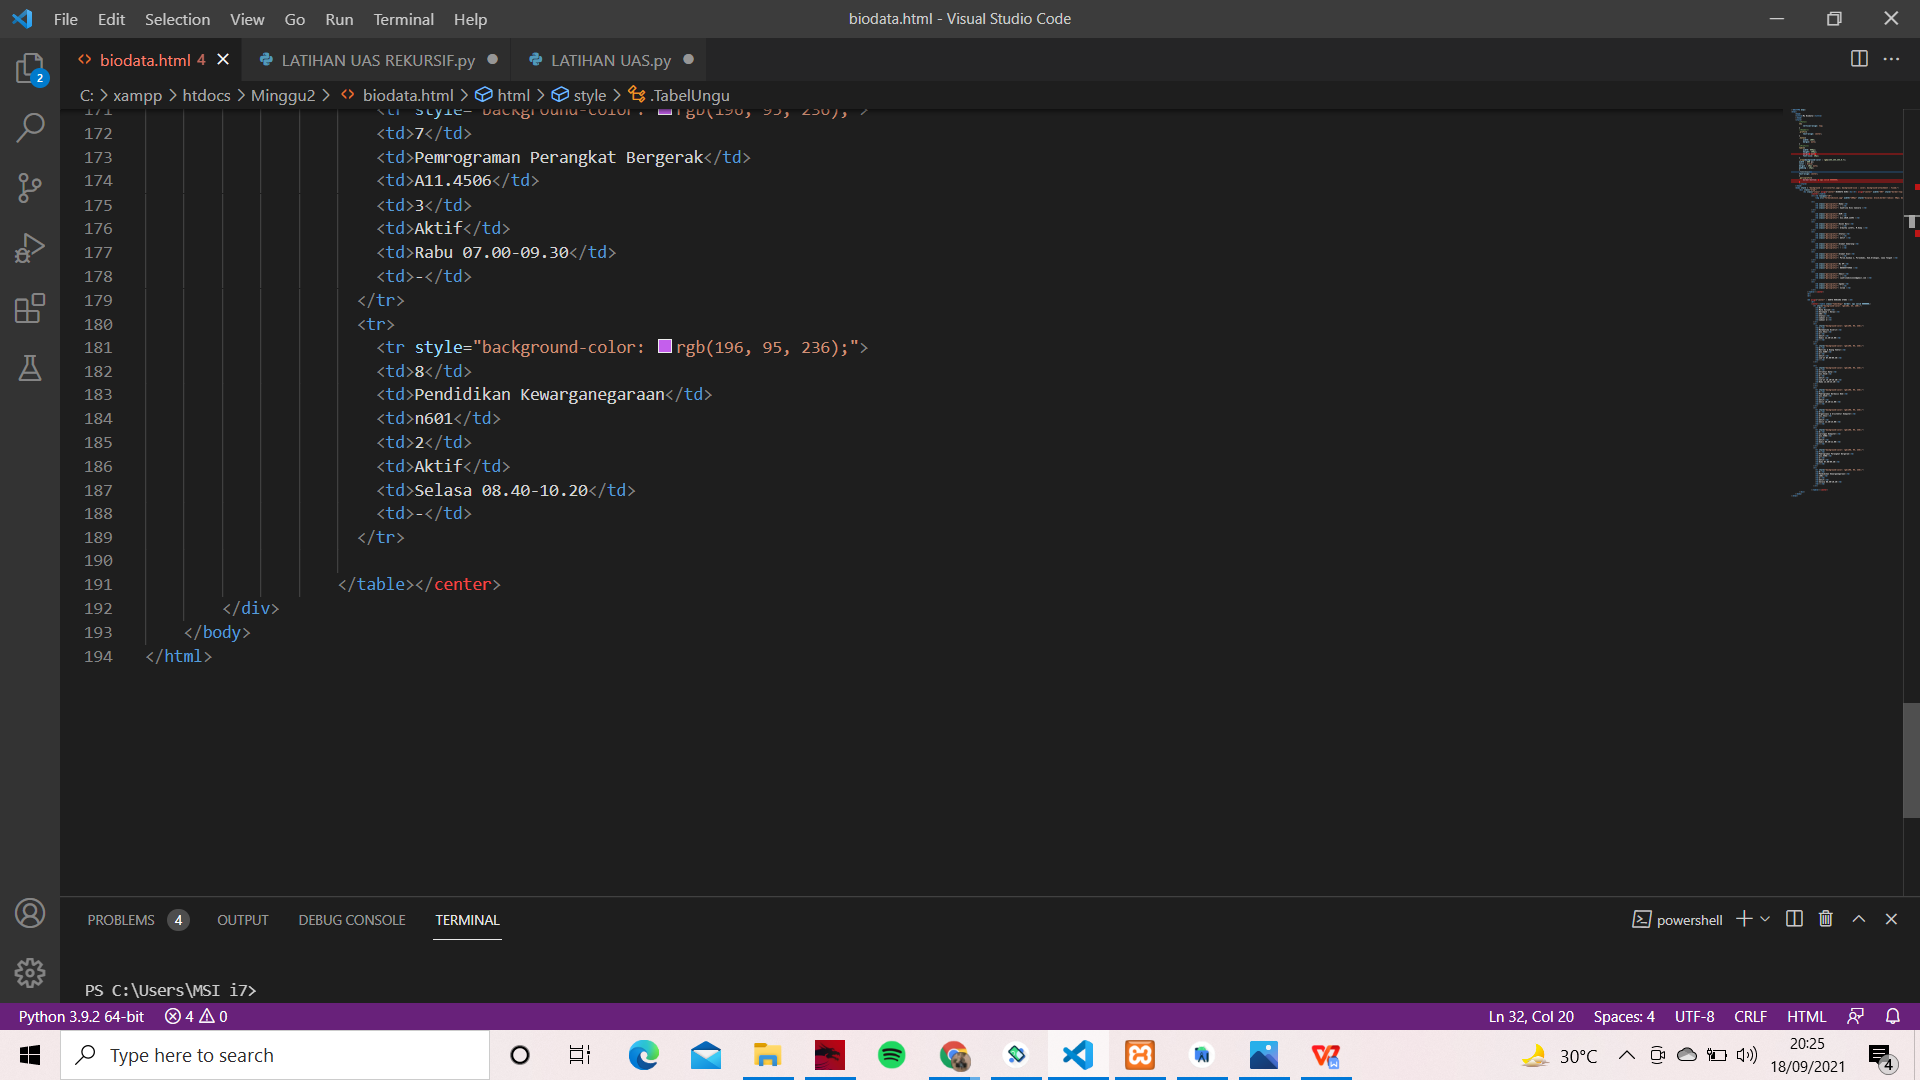 File Edit Selection View Go Run Terminal Help
biodata.html - Visual Studio Code
biodata.html 4
LATIHAN UAS REKURSIF.py
LATIHAN UAS.py
2
C: > xampp > htdocs > Minggu2 > biodata.html > html > style > .TabelUngu
171 <tr style="background-color: rgb(196, 95, 236);">
172 <td>7</td>
173 <td>Pemrograman Perangkat Bergerak</td>
174 <td>A11.4506</td>
175 <td>3</td>
176 <td>Aktif</td>
177 <td>Rabu 07.00-09.30</td>
178 <td>-</td>
179 </tr>
180 <tr>
181 <tr style="background-color: rgb(196, 95, 236);">
182 <td>8</td>
183 <td>Pendidikan Kewarganegaraan</td>
184 <td>n601</td>
185 <td>2</td>
186 <td>Aktif</td>
187 <td>Selasa 08.40-10.20</td>
188 <td>-</td>
189 </tr>
190
191 </table></center>
192 </div>
193 </body>
194 </html>
PROBLEMS 4 OUTPUT DEBUG CONSOLE TERMINAL
powershell
PS C:\Users\MSI i7>
Python 3.9.2 64-bit 4 0
Ln 32, Col 20 Spaces: 4 UTF-8 CRLF HTML
Type here to search
30°C
20:25
18/09/2021
4